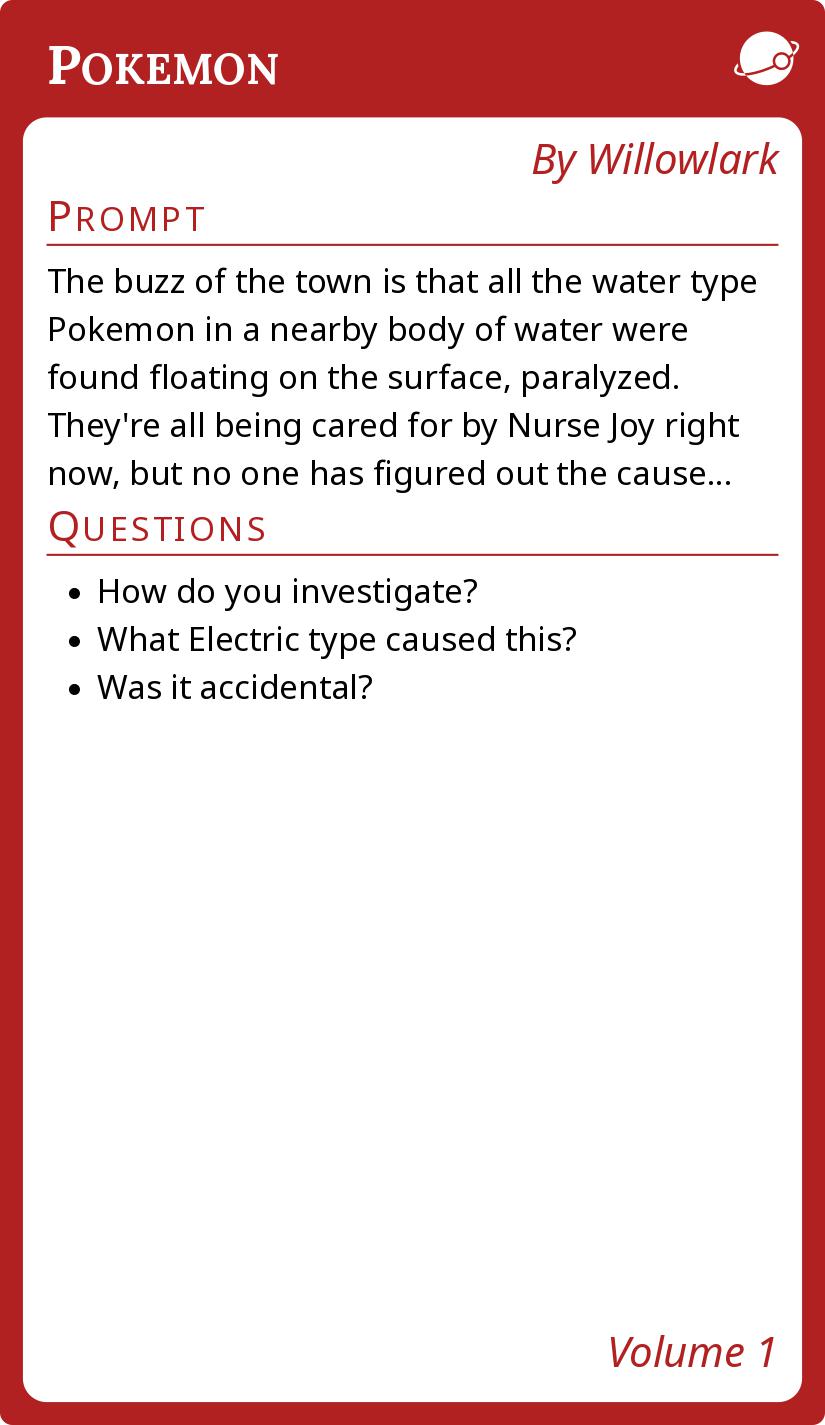 Pokemon
By Willowlark
Prompt
The buzz of the town is that all the water type
Pokemon in a nearby body of water were
found floating on the surface, paralyzed.
They're all being cared for by Nurse Joy right
now, but no one has figured out the cause...
Questions
• How do you investigate?
• What Electric type caused this?
• Was it accidental?
Volume 1